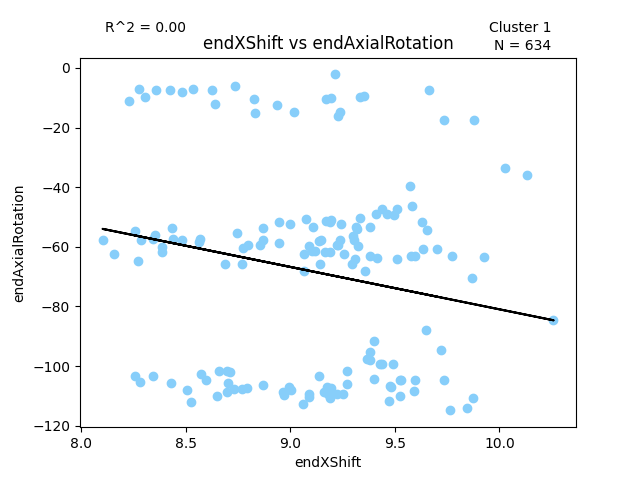 R^2 = 0.00
Cluster 1
endXShift vs endAxialRotation
N = 634
0
−20
−40
−60
−80
−100
−120
endAxialRotation
8.0
8.5
9.0
9.5
10.0
endXShift